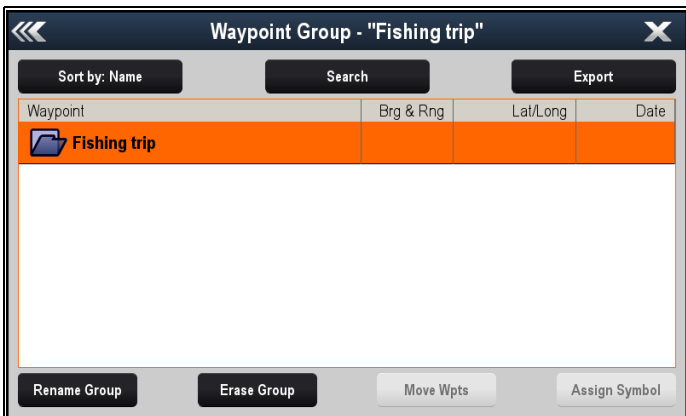 Waypoint Group - "Fishing trip"
Sort by: Name Search Export
Waypoint Brg & Rng Lat/Long Date
Fishing trip
Rename Group Erase Group Move Wpts Assign Symbol